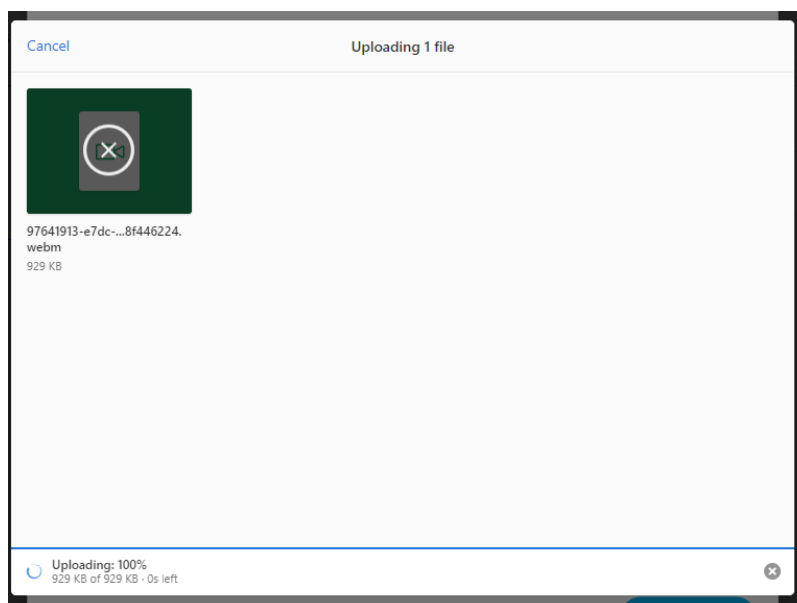 Cancel
Uploading 1 file
97641913-e7dc-...8f446224.
webm
929 KB
Uploading: 100%
929 KB of 929 KB · 0s left